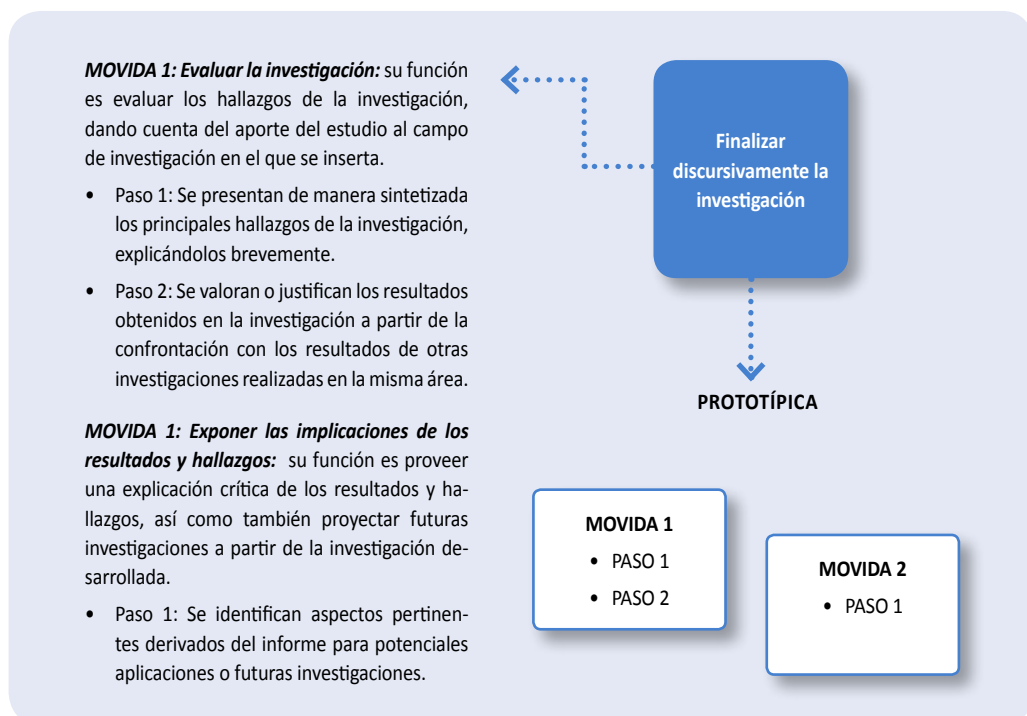 MOVIDA 1: Evaluar la investigación: su función
es evaluar los hallazgos de la investigación,
dando cuenta del aporte del estudio al campo
de investigación en el que se inserta.
• Paso 1: Se presentan de manera sintetizada
los principales hallazgos de la investigación,
explicándolos brevemente.
• Paso 2: Se valoran o justifican los resultados
obtenidos en la investigación a partir de la
confrontación con los resultados de otras
investigaciones realizadas en la misma área.
MOVIDA 1: Exponer las implicaciones de los
resultados y hallazgos: su función es proveer
una explicación crítica de los resultados y ha-
llazgos, así como también proyectar futuras
investigaciones a partir de la investigación de-
sarrollada.
• Paso 1: Se identifican aspectos pertinen-
tes derivados del informe para potenciales
aplicaciones o futuras investigaciones.
Finalizar
discursivamente la
investigación
PROTOTÍPICA
MOVIDA 1
• PASO 1
• PASO 2
MOVIDA 2
• PASO 1